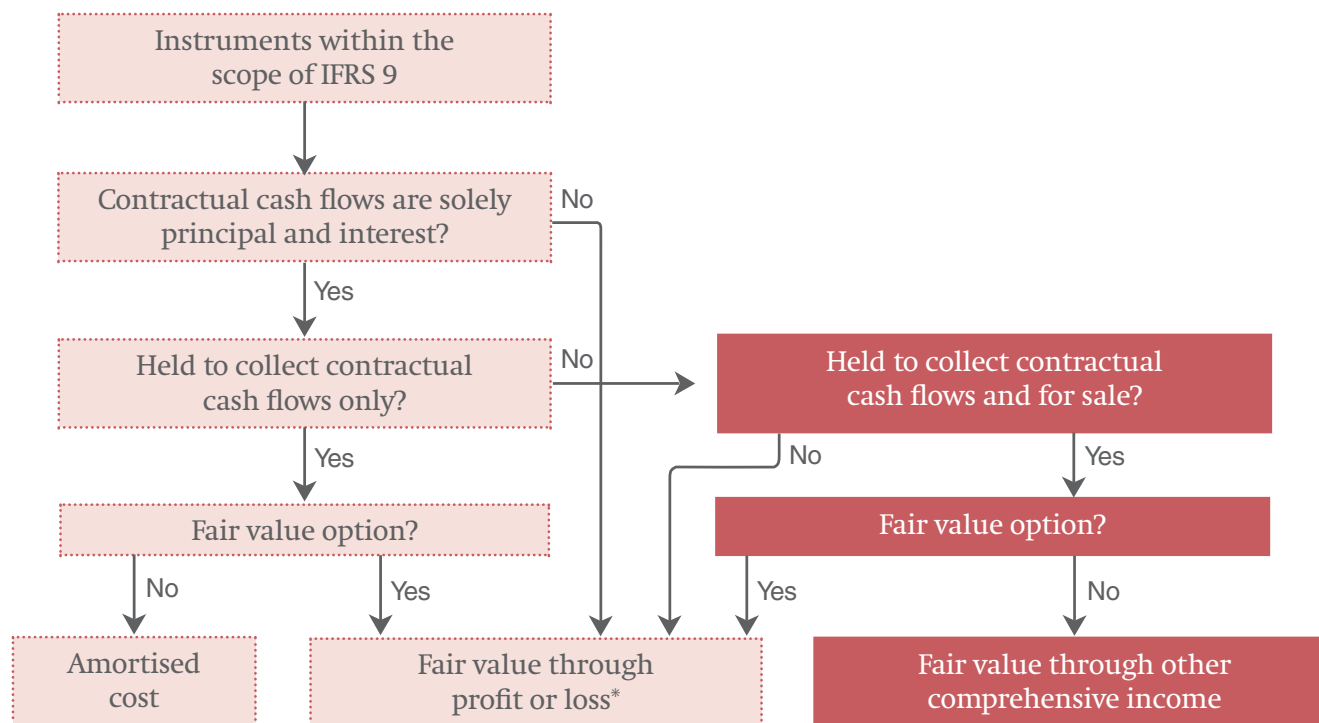 Instruments within the
scope of IFRS 9
Contractual cash flows are solely
principal and interest?
No
Yes
Held to collect contractual
cash flows only?
No
Held to collect contractual
cash flows and for sale?
Yes
No
Yes
Fair value option?
Fair value option?
No
Yes
Yes
No
Amortised
cost
Fair value through
profit or loss*
Fair value through other
comprehensive income